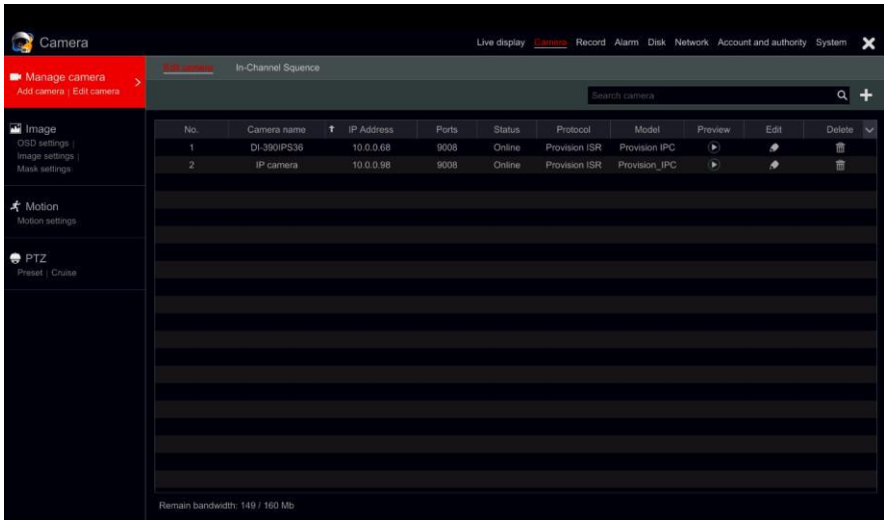 Camera
Live display Camera Record Alarm Disk Network Account and authority System
Manage camera
Add camera | Edit camera
Edit camera In-Channel Squence
Search camera
Image
OSD settings |
Image settings |
Mask settings
Motion
Motion settings
PTZ
Preset | Cruise
No. Camera name IP Address Ports Status Protocol Model Preview Edit Delete
1 DI-390IPS36 10.0.0.68 9008 Online Provision ISR Provision IPC
2 IP camera 10.0.0.98 9008 Online Provision ISR Provision_IPC
Remain bandwidth: 149 / 160 Mb